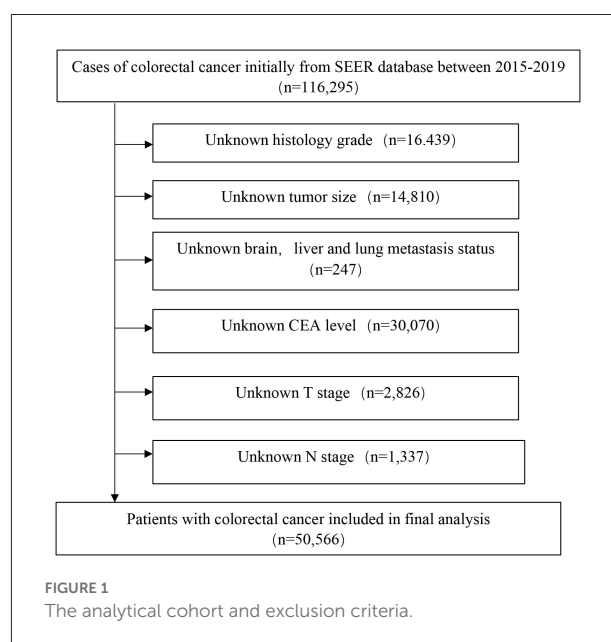 Cases of colorectal cancer initially from SEER database between 2015-2019
(n=116,295)
Unknown histology grade (n=16.439)
Unknown tumor size (n=14,810)
Unknown brain, liver and lung metastasis status
(n=247)
Unknown CEA level (n=30,070)
Unknown T stage (n=2,826)
Unknown N stage (n=1,337)
Patients with colorectal cancer included in final analysis
(n=50,566)
FIGURE 1
The analytical cohort and exclusion criteria.